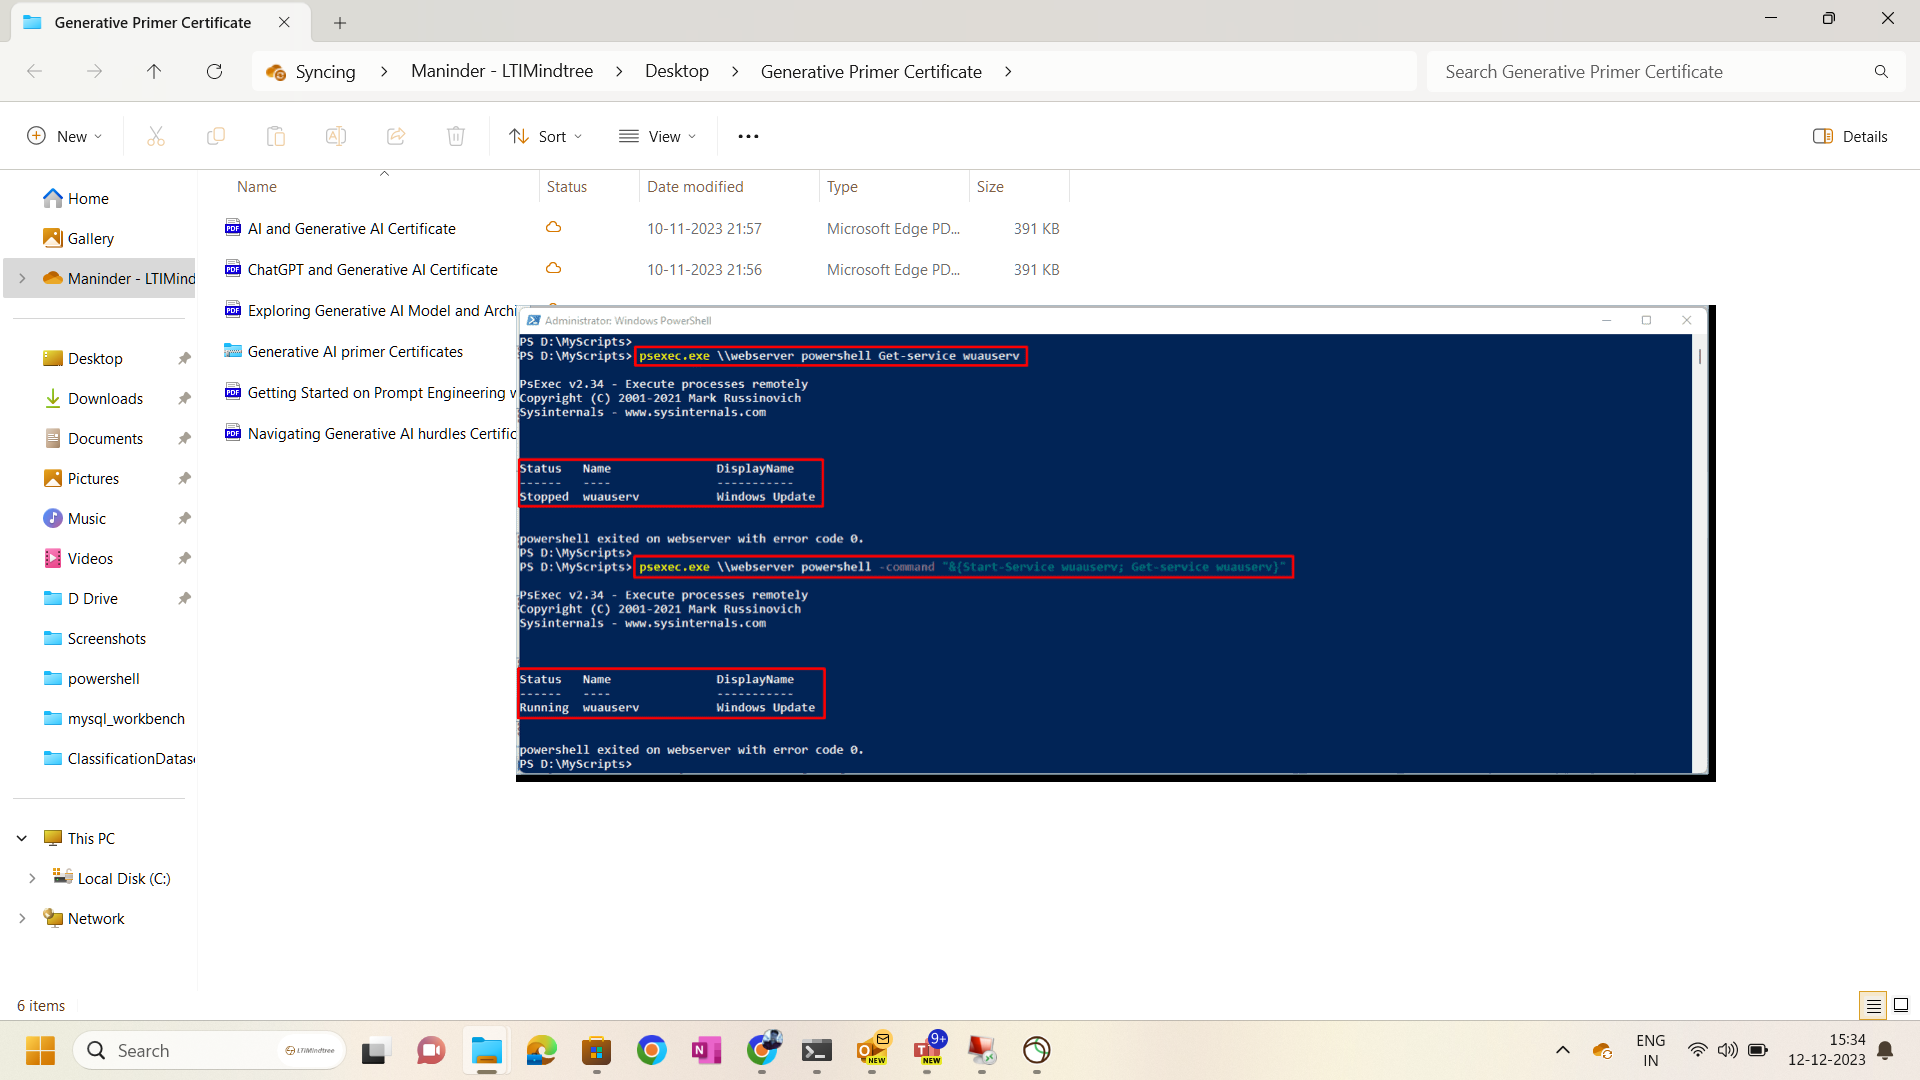 Generative Primer Certificate
Syncing > Maninder - LTIMindtree > Desktop > Generative Primer Certificate >
Search Generative Primer Certificate
New
Sort
View
Details
Name Status Date modified Type Size
AI and Generative AI Certificate 10-11-2023 21:57 Microsoft Edge PD... 391 KB
ChatGPT and Generative AI Certificate 10-11-2023 21:56 Microsoft Edge PD... 391 KB
Exploring Generative AI Model and Archi
Generative AI primer Certificates
Getting Started on Prompt Engineering w
Navigating Generative AI hurdles Certific
Home
Gallery
Maninder - LTIMind
Desktop
Downloads
Documents
Pictures
Music
Videos
D Drive
Screenshots
powershell
mysql_workbench
ClassificationDatas
This PC
Local Disk (C:)
Network
6 items
Administrator: Windows PowerShell
PS D:\MyScripts>
PS D:\MyScripts> psexec.exe \\webserver powershell Get-service wuauserv
PsExec v2.34 - Execute processes remotely
Copyright (C) 2001-2021 Mark Russinovich
Sysinternals - www.sysinternals.com
Status Name DisplayName
------ ---- -----------
Stopped wuauserv Windows Update
powershell exited on webserver with error code 0.
PS D:\MyScripts>
PS D:\MyScripts> psexec.exe \\webserver powershell -command "&{Start-Service wuauserv; Get-service wuauserv}"
PsExec v2.34 - Execute processes remotely
Copyright (C) 2001-2021 Mark Russinovich
Sysinternals - www.sysinternals.com
Status Name DisplayName
------ ---- -----------
Running wuauserv Windows Update
powershell exited on webserver with error code 0.
PS D:\MyScripts>
Search
LTIMindtree
NEW
9+
NEW
ENG
IN
15:34
12-12-2023